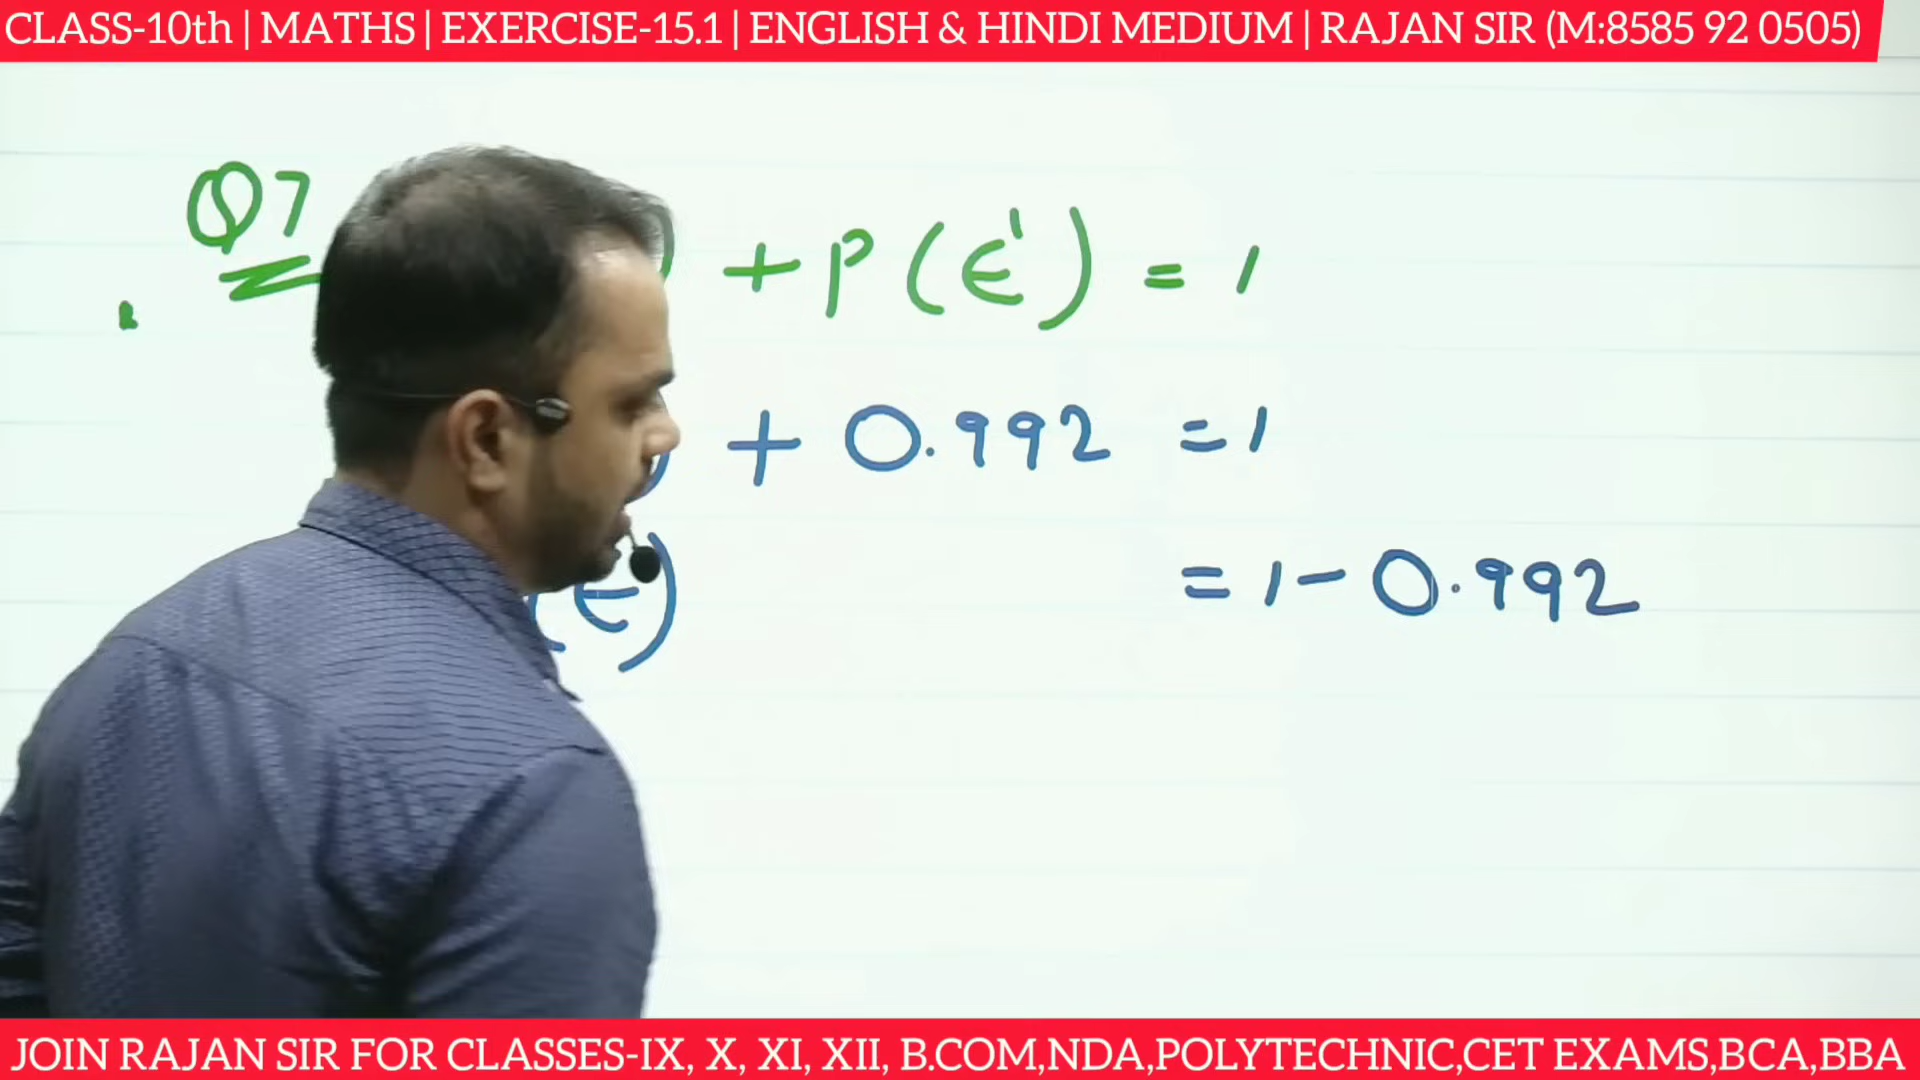 CLASS-10th | MATHS | EXERCISE-15.1 | ENGLISH & HINDI MEDIUM | RAJAN SIR (M:8585 92 0505)
Q7 + P(E') = 1
+ 0.992 = 1
(E) = 1 - 0.992
JOIN RAJAN SIR FOR CLASSES-IX, X, XI, XII, B.COM,NDA,POLYTECHNIC,CET EXAMS,BCA,BBA